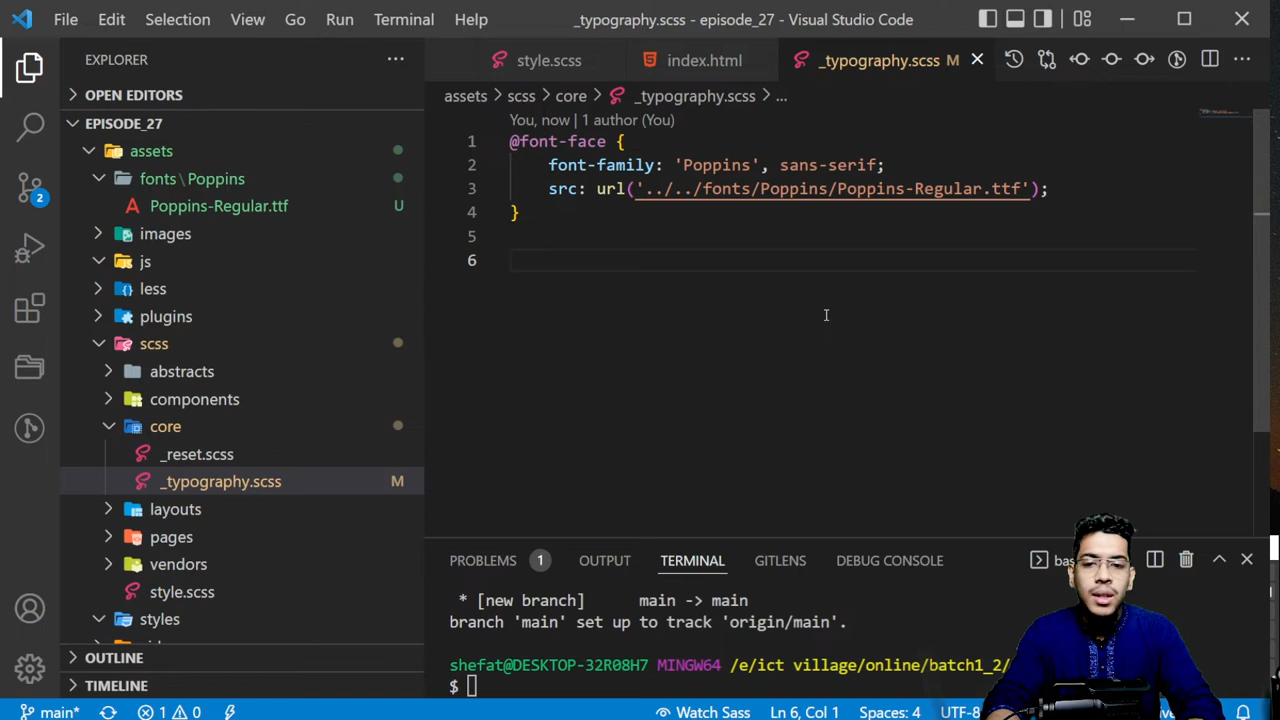 File Edit Selection View Go Run Terminal Help _typography.scss - episode_27 - Visual Studio Code
EXPLORER
style.scss index.html _typography.scss M
OPEN EDITORS
assets > scss > core > _typography.scss > ...
EPISODE_27
You, now | 1 author (You)
1 @font-face {
2 font-family: 'Poppins', sans-serif;
3 src: url('../../fonts/Poppins/Poppins-Regular.ttf');
4 }
5
6
assets
fonts \ Poppins
Poppins-Regular.ttf U
images
js
less
plugins
scss
abstracts
components
core
_reset.scss
_typography.scss M
layouts
pages
vendors
style.scss
styles
OUTLINE
TIMELINE
2
PROBLEMS 1 OUTPUT TERMINAL GITLENS DEBUG CONSOLE
* [new branch] main -> main
branch 'main' set up to track 'origin/main'.
shefat@DESKTOP-32R08H7 MINGW64 /e/ict village/online/batch1_2/
$
main* 1 0 Watch Sass Ln 6, Col 1 Spaces: 4